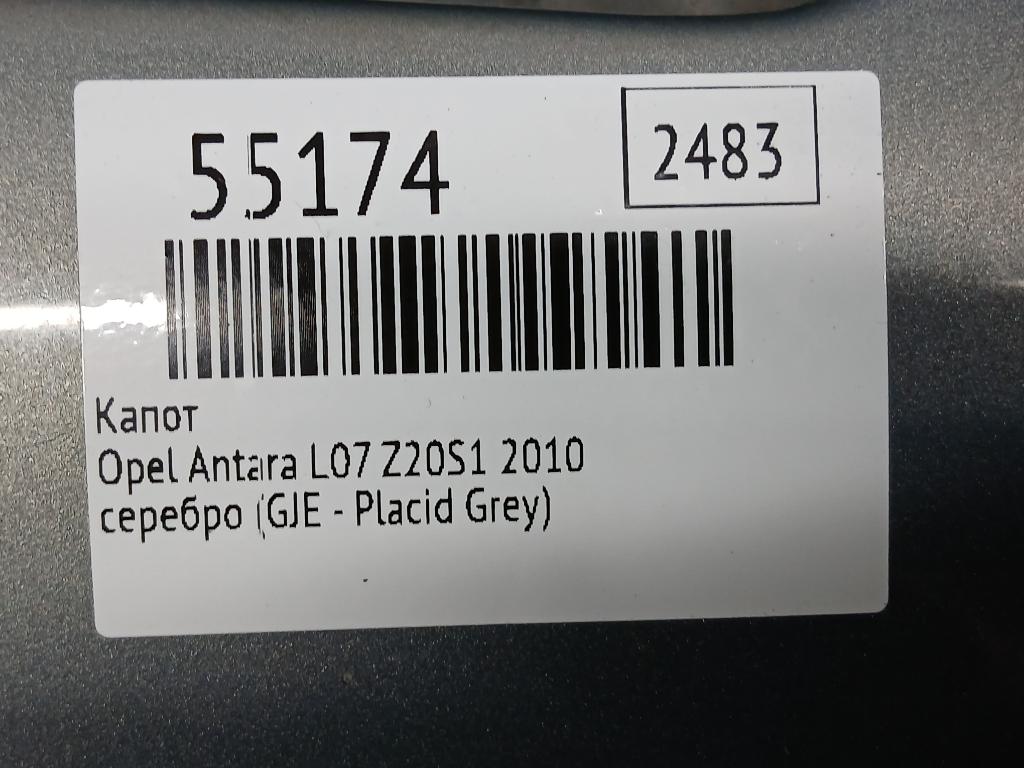 55174
2483
Капот
Opel Antara L07 Z20S1 2010
серебро (GJE - Placid Grey)